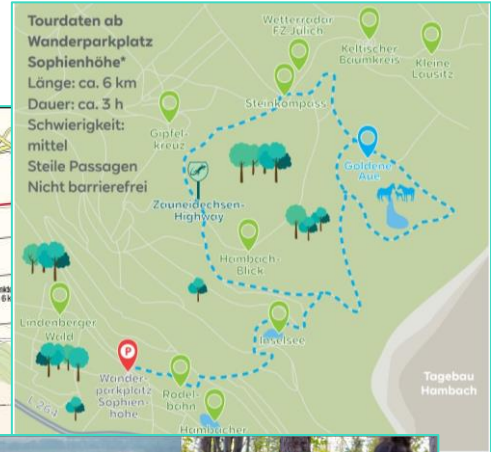 Tourdaten ab
Wanderparkplatz
Sophienhöhe*
Länge: ca. 6 km
Dauer: ca. 3 h
Schwierigkeit:
mittel
Steile Passagen
Nicht barrierefrei
Wetterradar
FZ-Jülich
Keltischer
Baumkreis
Kleine
Lausitz
Steinkompass
Gipfel-
kreuz
Goldene
Aue
Zauneidechsen-
Highway
Hambach-
Blick
Lindenberger
Wald
Inselsee
P
Wander-
parkplatz
Sophien-
höhe
Rodel-
bahn
Hambacher
L 264
Tagebau
Hambach